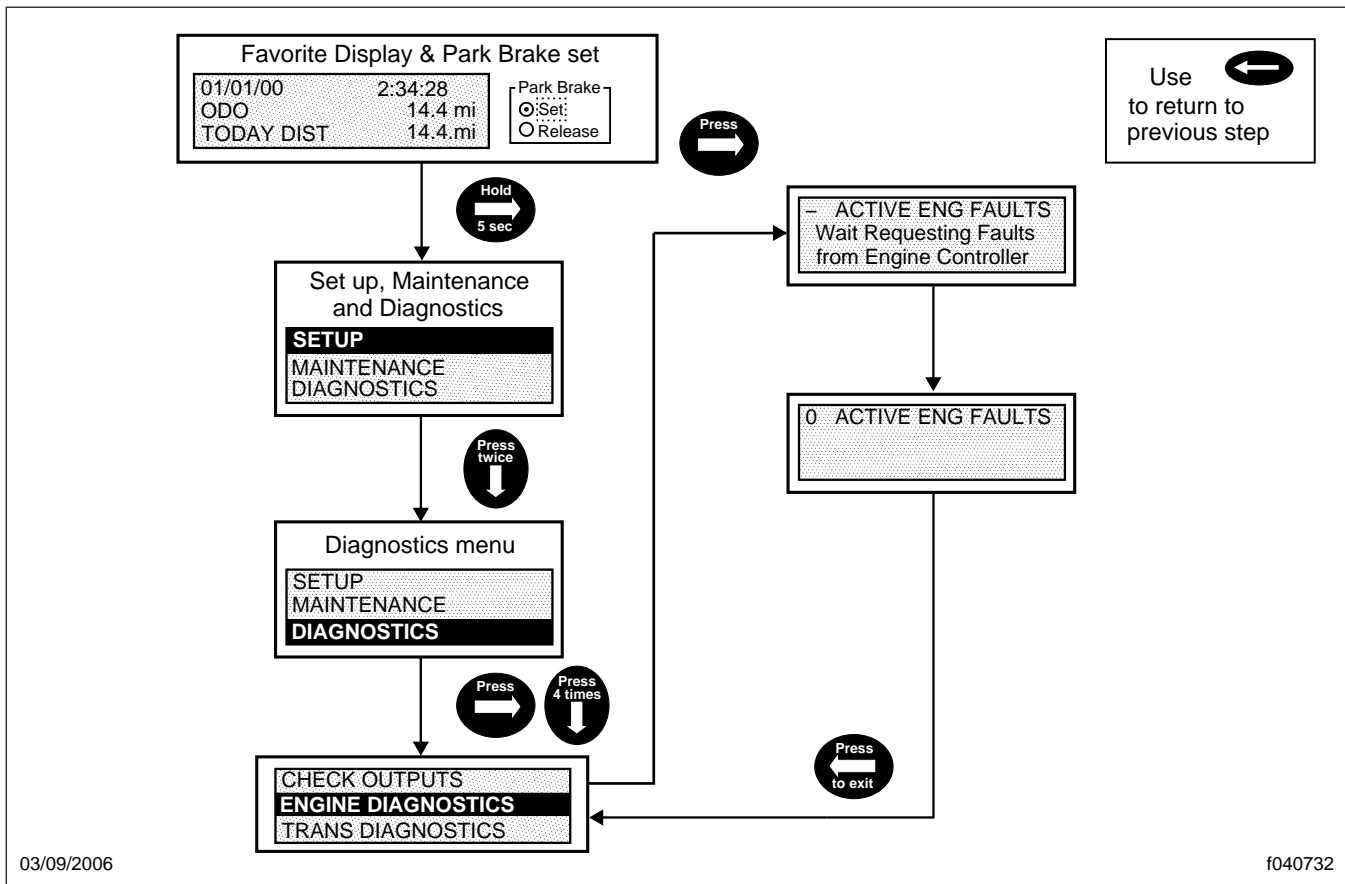 Favorite Display & Park Brake set
01/01/00 2:34:28
ODO 14.4 mi
TODAY DIST 14.4.mi
Park Brake
Set
Release
Hold
5 sec
Set up, Maintenance
and Diagnostics
SETUP
MAINTENANCE
DIAGNOSTICS
Press
twice
Diagnostics menu
SETUP
MAINTENANCE
DIAGNOSTICS
Press
Press
4 times
CHECK OUTPUTS
ENGINE DIAGNOSTICS
TRANS DIAGNOSTICS
Press
– ACTIVE ENG FAULTS
Wait Requesting Faults
from Engine Controller
0 ACTIVE ENG FAULTS
Press
to exit
Use
to return to
previous step
03/09/2006
f040732